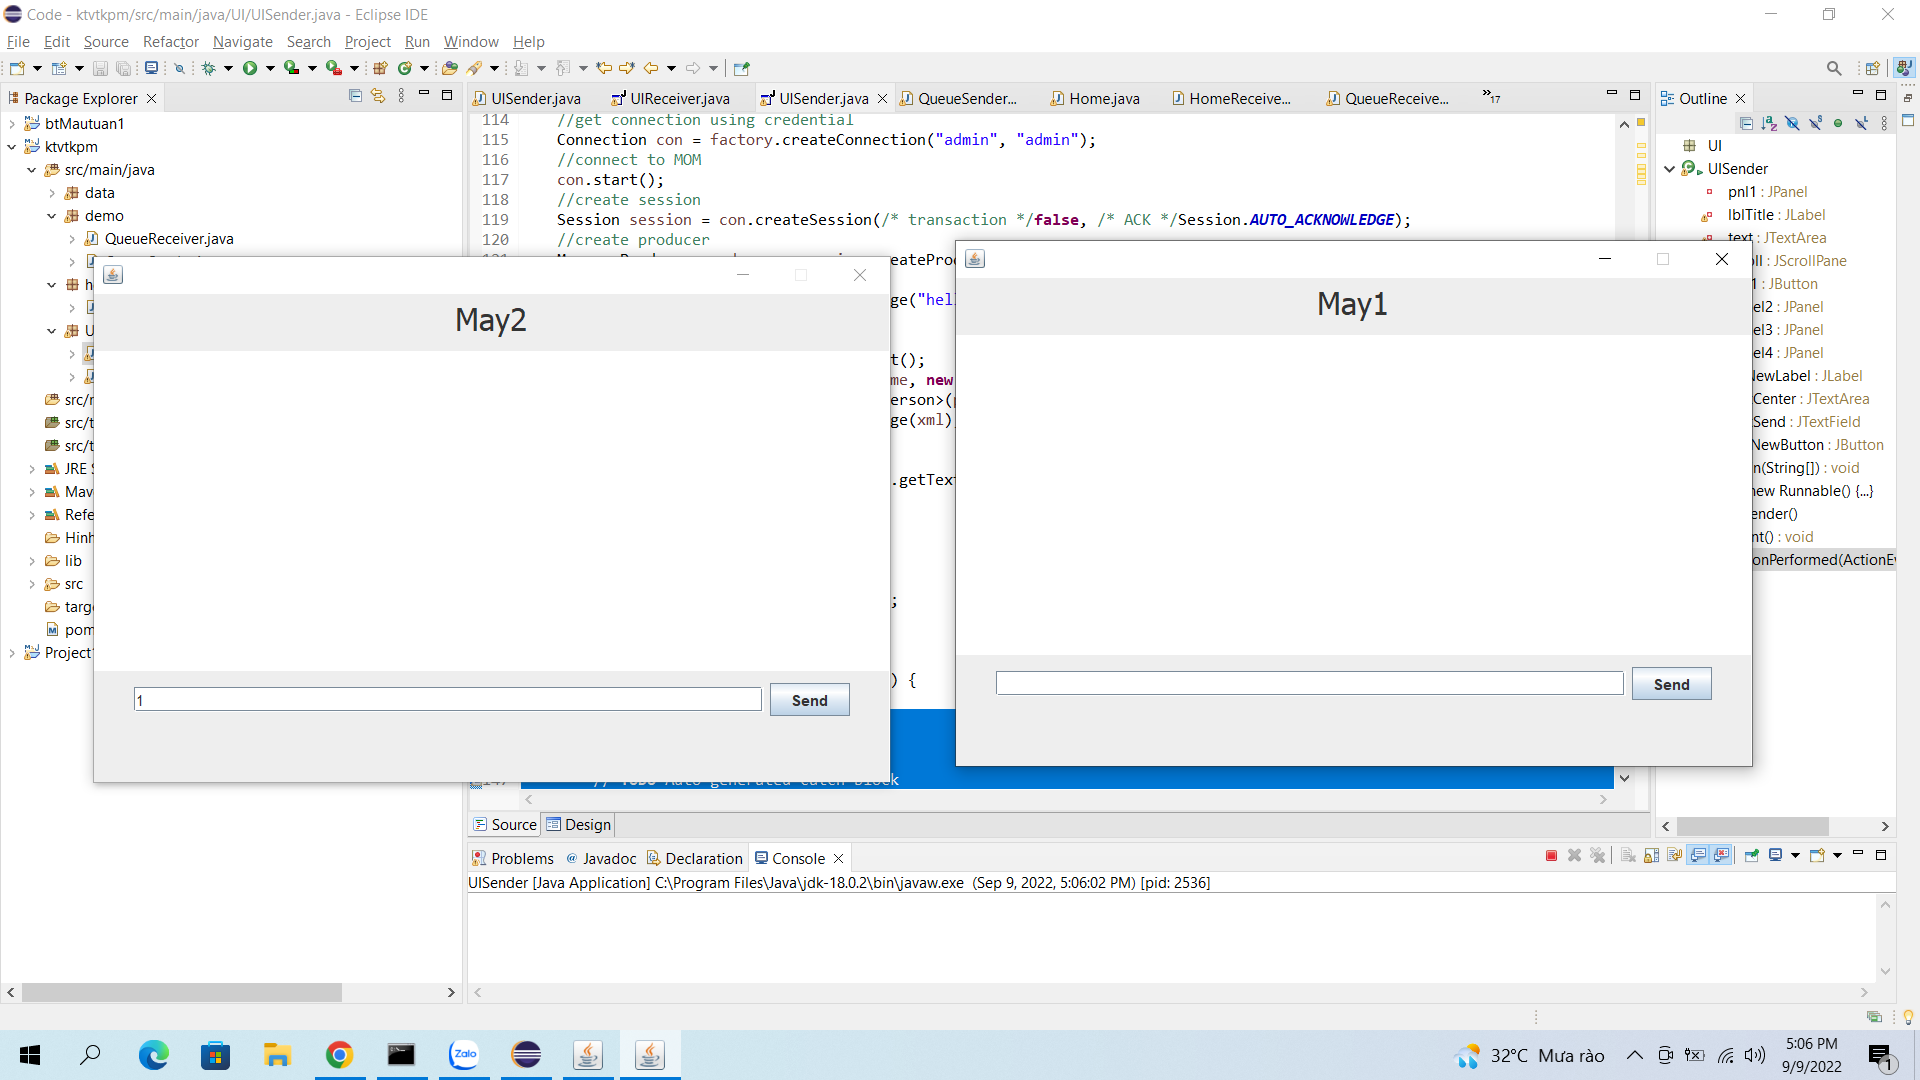 Code - ktvtkpm/src/main/java/UI/UISender.java - Eclipse IDE
File Edit Source Refactor Navigate Search Project Run Window Help
Package Explorer
btMautuan1
ktvtkpm
src/main/java
data
demo
QueueReceiver.java
src/t
src/t
JRE S
Mav
Refe
Hinh
lib
src
targe
pom
Project
UISender.java UIReceiver.java UISender.java QueueSender... Home.java HomeReceive... QueueReceive... »17
114 //get connection using credential
115 Connection con = factory.createConnection("admin", "admin");
116 //connect to MOM
117 con.start();
118 //create session
119 Session session = con.createSession(/* transaction */false, /* ACK */Session.AUTO_ACKNOWLEDGE);
120 //create producer
eateProd
ge("hell
t();
me, new
erson>(p
ge(xml)
.getText
;
) {
// TODO Auto-generated catch block
May2
1
Send
May1
Send
Source Design
Outline
UI
UISender
pnl1 : JPanel
lblTitle : JLabel
text : JTextArea
ll : JScrollPane
1 : JButton
el2 : JPanel
el3 : JPanel
el4 : JPanel
NewLabel : JLabel
Center : JTextArea
Send : JTextField
NewButton : JButton
n(String[]) : void
new Runnable() {...}
ender()
nt() : void
onPerformed(ActionEv
Problems @ Javadoc Declaration Console
UISender [Java Application] C:\Program Files\Java\jdk-18.0.2\bin\javaw.exe (Sep 9, 2022, 5:06:02 PM) [pid: 2536]
Zalo
32°C Mưa rào
5:06 PM
9/9/2022
1